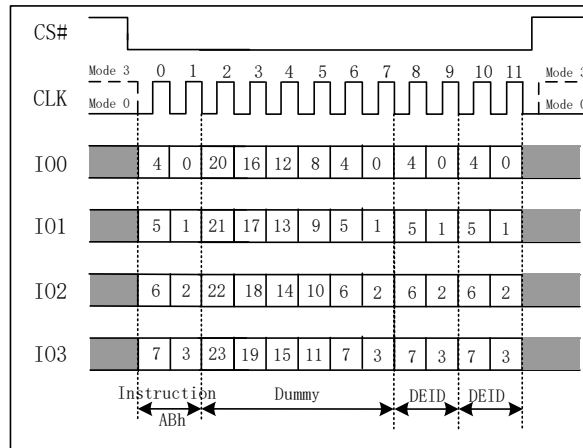 CS#
Mode 3 0 1 2 3 4 5 6 7 8 9 10 11 Mode 3
CLK
Mode 0 Mode 0
IO0 4 0 20 16 12 8 4 0 4 0 4 0
IO1 5 1 21 17 13 9 5 1 5 1 5 1
IO2 6 2 22 18 14 10 6 2 6 2 6 2
IO3 7 3 23 19 15 11 7 3 7 3 7 3
Instruction Dummy DEID DEID
ABh